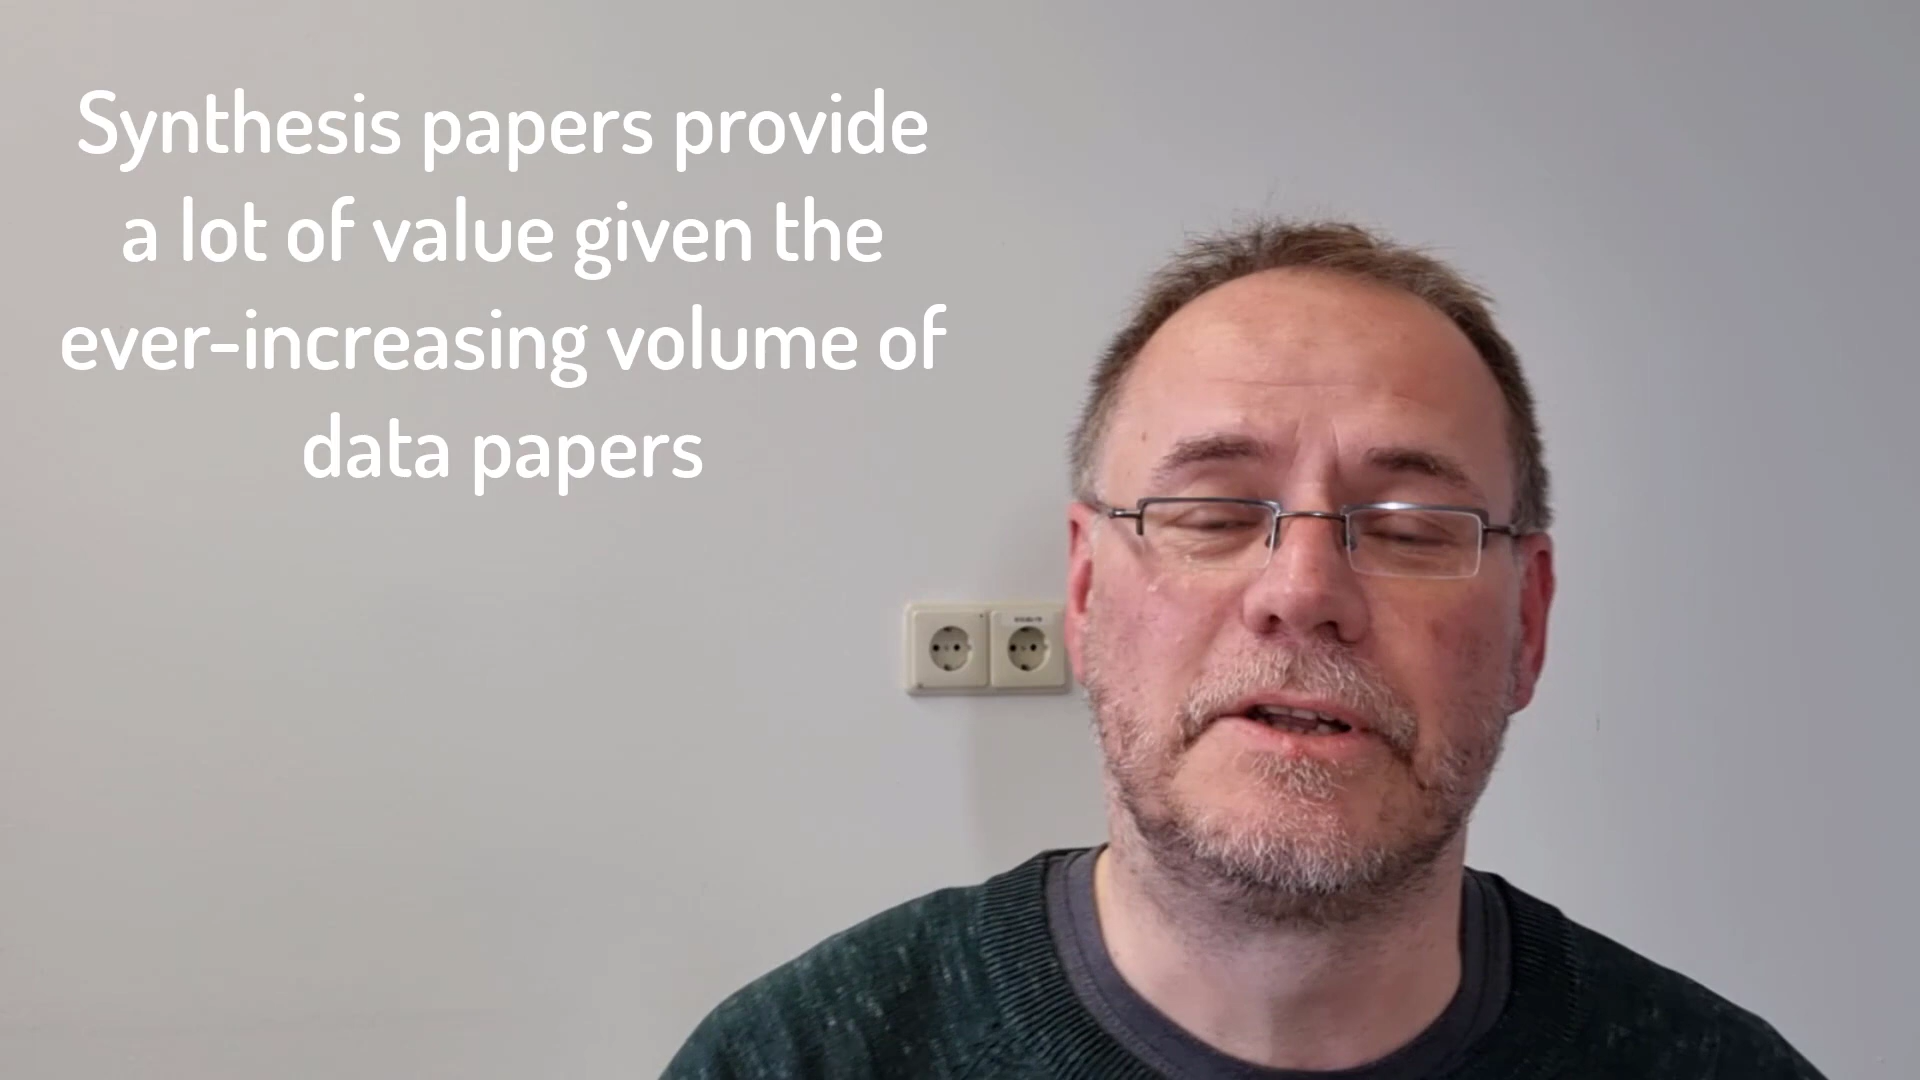 Synthesis papers provide
a lot of value given the
ever-increasing volume of
data papers